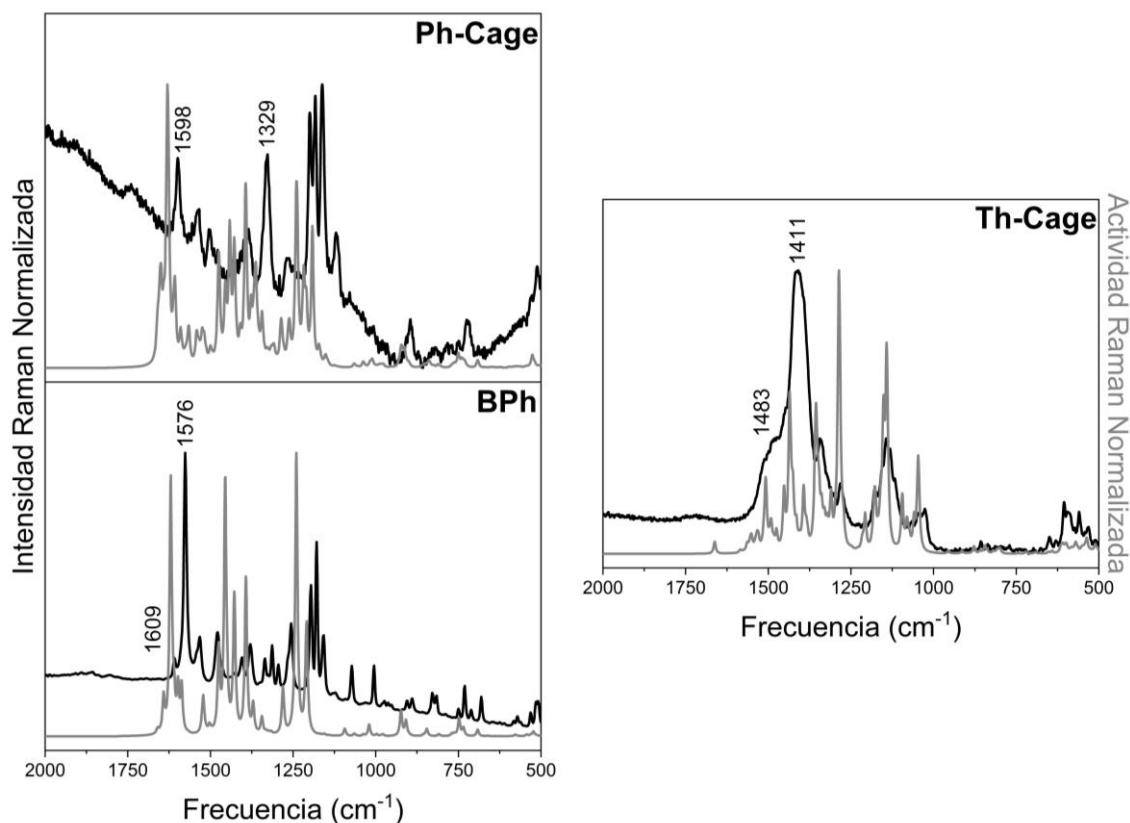 Ph-Cage
1598
1329
BPh
1576
1609
Intensidad Raman Normalizada
2000 1750 1500 1250 1000 750 500
Frecuencia (cm-1)
Th-Cage
1411
1483
Actividad Raman Normalizada
2000 1750 1500 1250 1000 750 500
Frecuencia (cm-1)